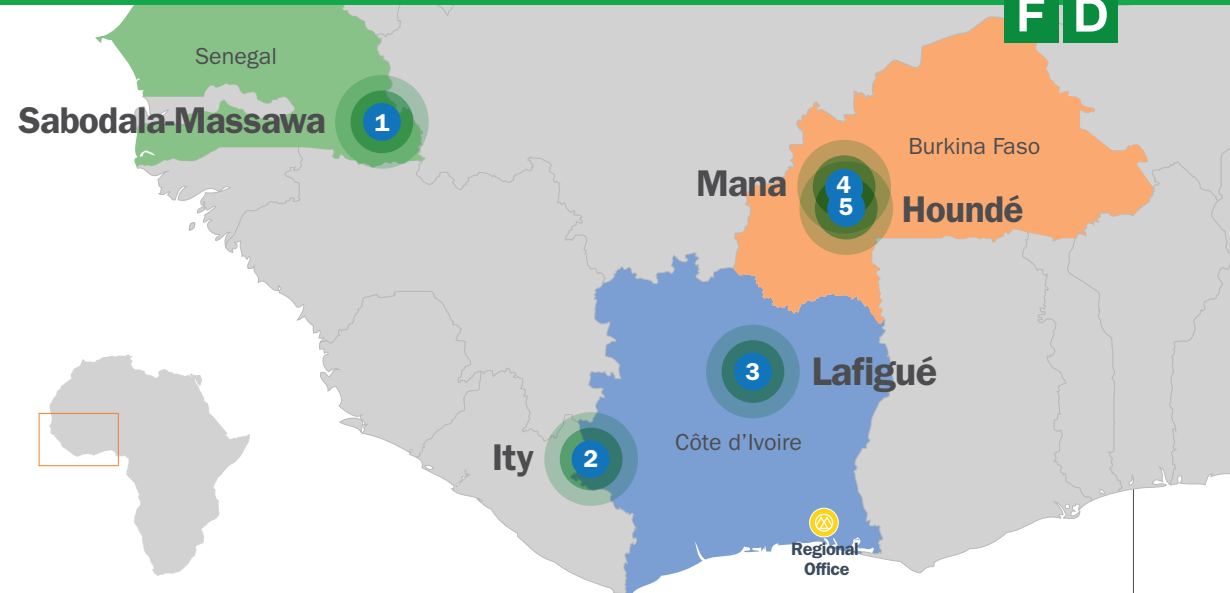 F D
Senegal
Sabodala-Massawa
1
Burkina Faso
Mana
4
5
Houndé
3
Lafigué
Côte d’Ivoire
Ity
2
Regional
Office